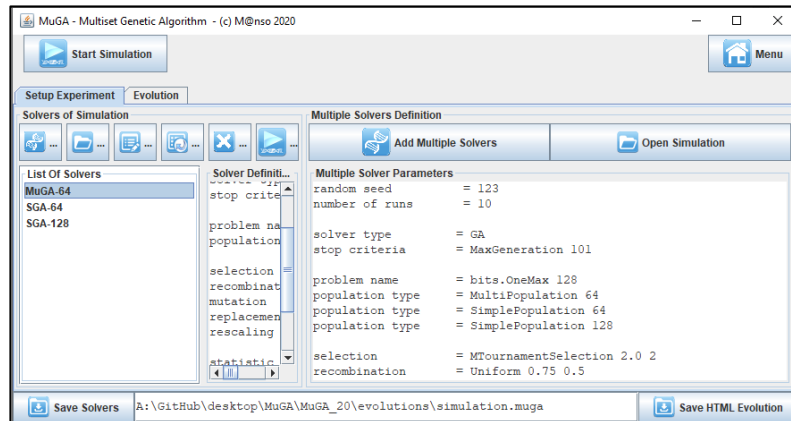 MuGA - Multiset Genetic Algorithm - (c) M@nso 2020
Start Simulation
Menu
Setup Experiment
Evolution
Solvers of Simulation
... ... ... ... ... ...
Multiple Solvers Definition
Add Multiple Solvers
Open Simulation
List Of Solvers
MuGA-64
SGA-64
SGA-128
Solver Definiti...
stop crite
problem na
population
selection
recombinat
mutation
replacemen
rescaling
statistic
Multiple Solver Parameters
random seed = 123
number of runs = 10
solver type = GA
stop criteria = MaxGeneration 101
problem name = bits.OneMax 128
population type = MultiPopulation 64
population type = SimplePopulation 64
population type = SimplePopulation 128
selection = MTournamentSelection 2.0 2
recombination = Uniform 0.75 0.5
Save Solvers
A:\GitHub\desktop\MuGA\MuGA_20\evolutions\simulation.muga
Save HTML Evolution